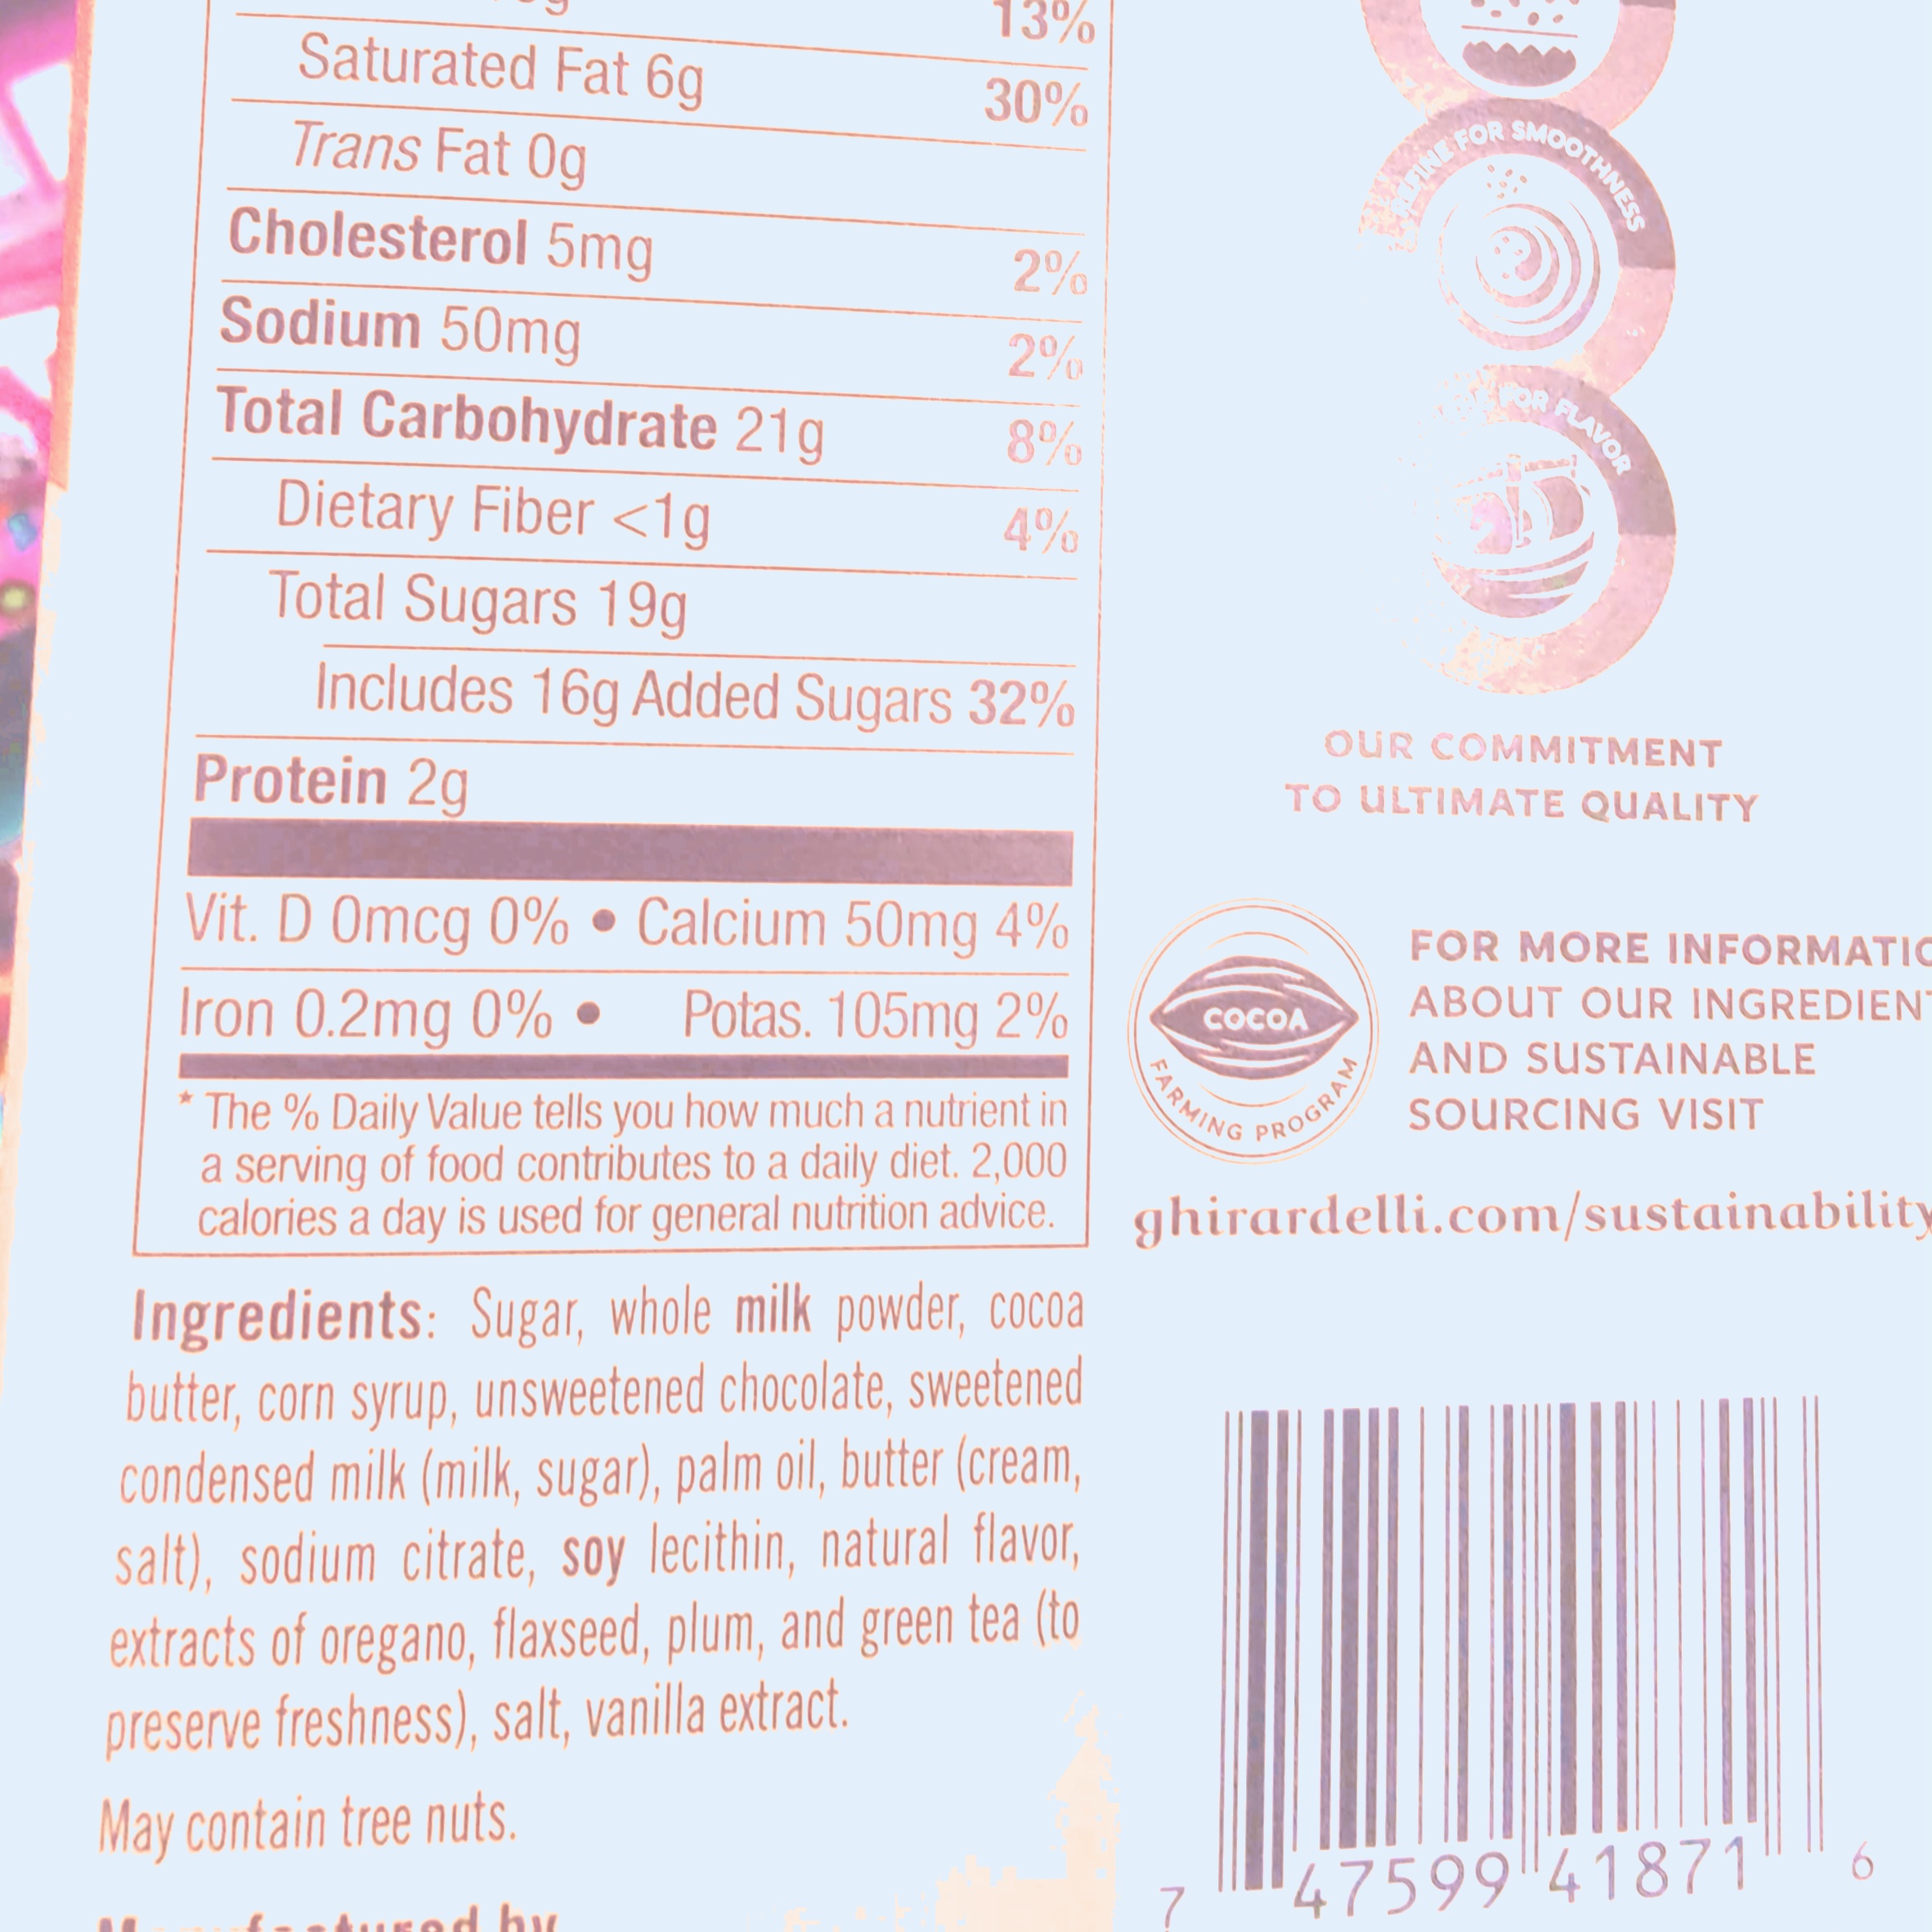 13%
Saturated Fat 6g 30%
Trans Fat 0g
Cholesterol 5mg 2%
Sodium 50mg 2%
Total Carbohydrate 21g 8%
Dietary Fiber <1g 4%
Total Sugars 19g
Includes 16g Added Sugars 32%
Protein 2g
Vit. D 0mcg 0% • Calcium 50mg 4%
Iron 0.2mg 0% • Potas. 105mg 2%
* The % Daily Value tells you how much a nutrient in
a serving of food contributes to a daily diet. 2,000
calories a day is used for general nutrition advice.
Ingredients: Sugar, whole milk powder, cocoa
butter, corn syrup, unsweetened chocolate, sweetened
condensed milk (milk, sugar), palm oil, butter (cream,
salt), sodium citrate, soy lecithin, natural flavor,
extracts of oregano, flaxseed, plum, and green tea (to
preserve freshness), salt, vanilla extract.
May contain tree nuts.
Manufactured by
REFINE FOR SMOOTHNESS
FOR FLAVOR
OUR COMMITMENT
TO ULTIMATE QUALITY
COCOA
FARMING PROGRAM
FOR MORE INFORMATIO
ABOUT OUR INGREDIENT
AND SUSTAINABLE
SOURCING VISIT
ghirardelli.com/sustainability
7 47599 41871 6